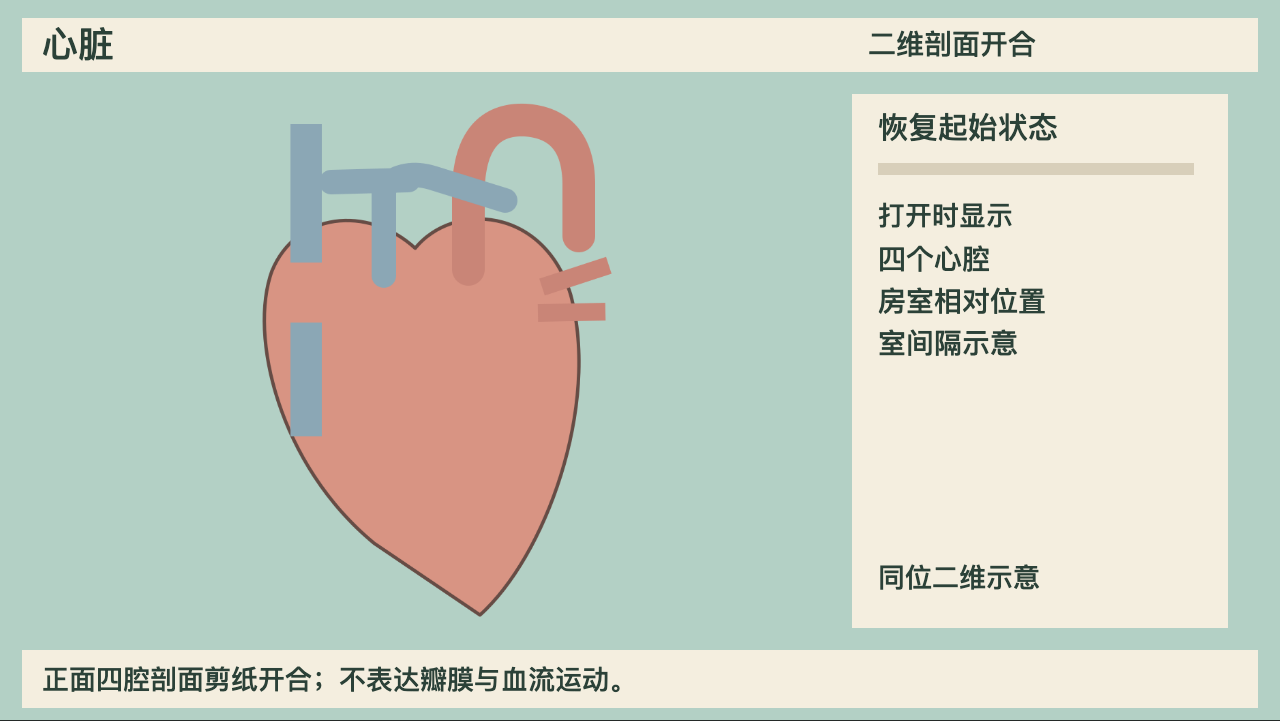 心脏
二维剖面开合
恢复起始状态
打开时显示
四个心腔
房室相对位置
室间隔示意
同位二维示意
正面四腔剖面剪纸开合；不表达瓣膜与血流运动。